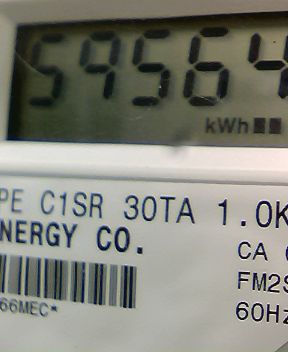 59564
kWh
PE C1SR 30TA 1.0K
NERGY CO.
CA
FM2S
66MEC*
60Hz